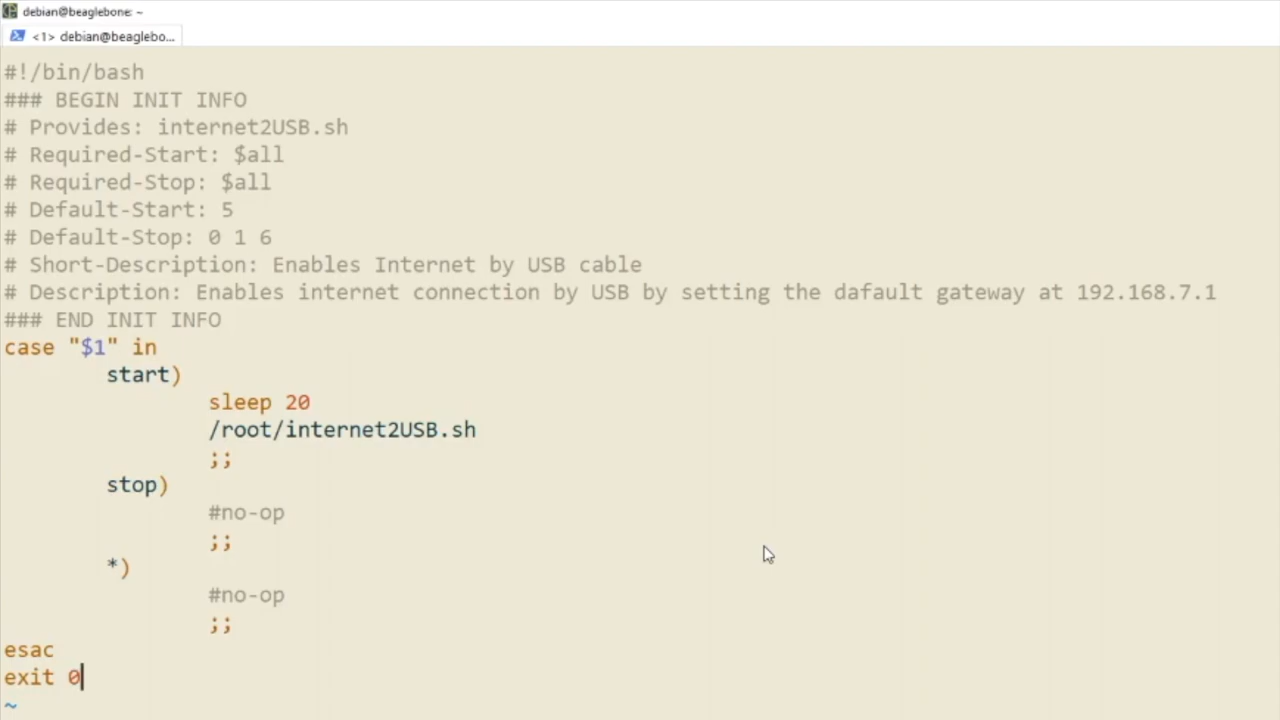 debian@beaglebone: ~
<1> debian@beaglebo...
#!/bin/bash
### BEGIN INIT INFO
# Provides: internet2USB.sh
# Required-Start: $all
# Required-Stop: $all
# Default-Start: 5
# Default-Stop: 0 1 6
# Short-Description: Enables Internet by USB cable
# Description: Enables internet connection by USB by setting the dafault gateway at 192.168.7.1
### END INIT INFO
case "$1" in
        start)
                sleep 20
                /root/internet2USB.sh
                ;;
        stop)
                #no-op
                ;;
        *)
                #no-op
                ;;
esac
exit 0
~